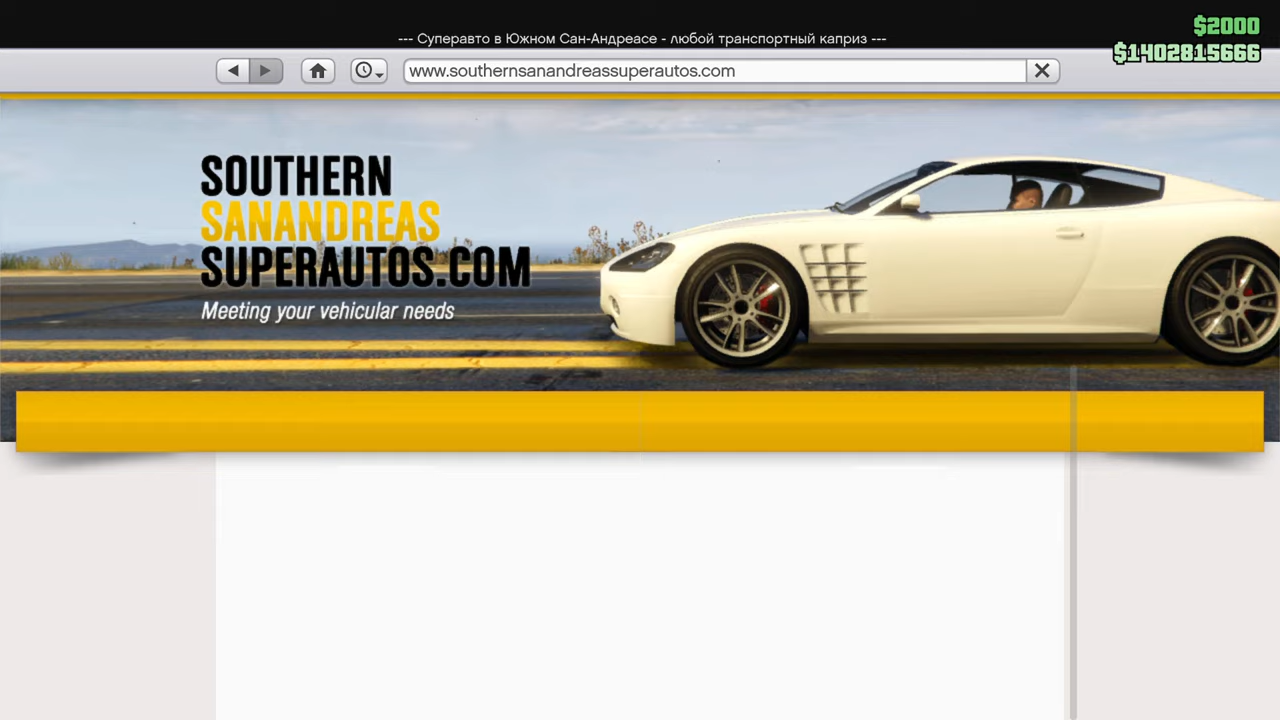 $2000
--- Суперавто в Южном Сан-Андреасе - любой транспортный каприз ---
$1402815666
www.southernsanandreassuperautos.com
SOUTHERN
SANANDREAS
SUPERAUTOS.COM
Meeting your vehicular needs